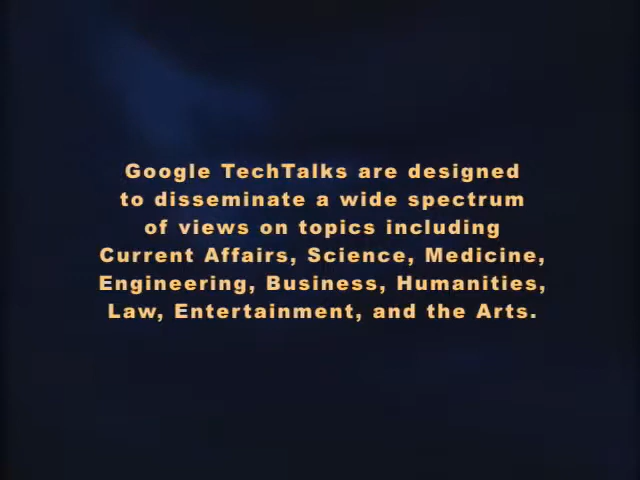 Google TechTalks are designed
to disseminate a wide spectrum
of views on topics including
Current Affairs, Science, Medicine,
Engineering, Business, Humanities,
Law, Entertainment, and the Arts.